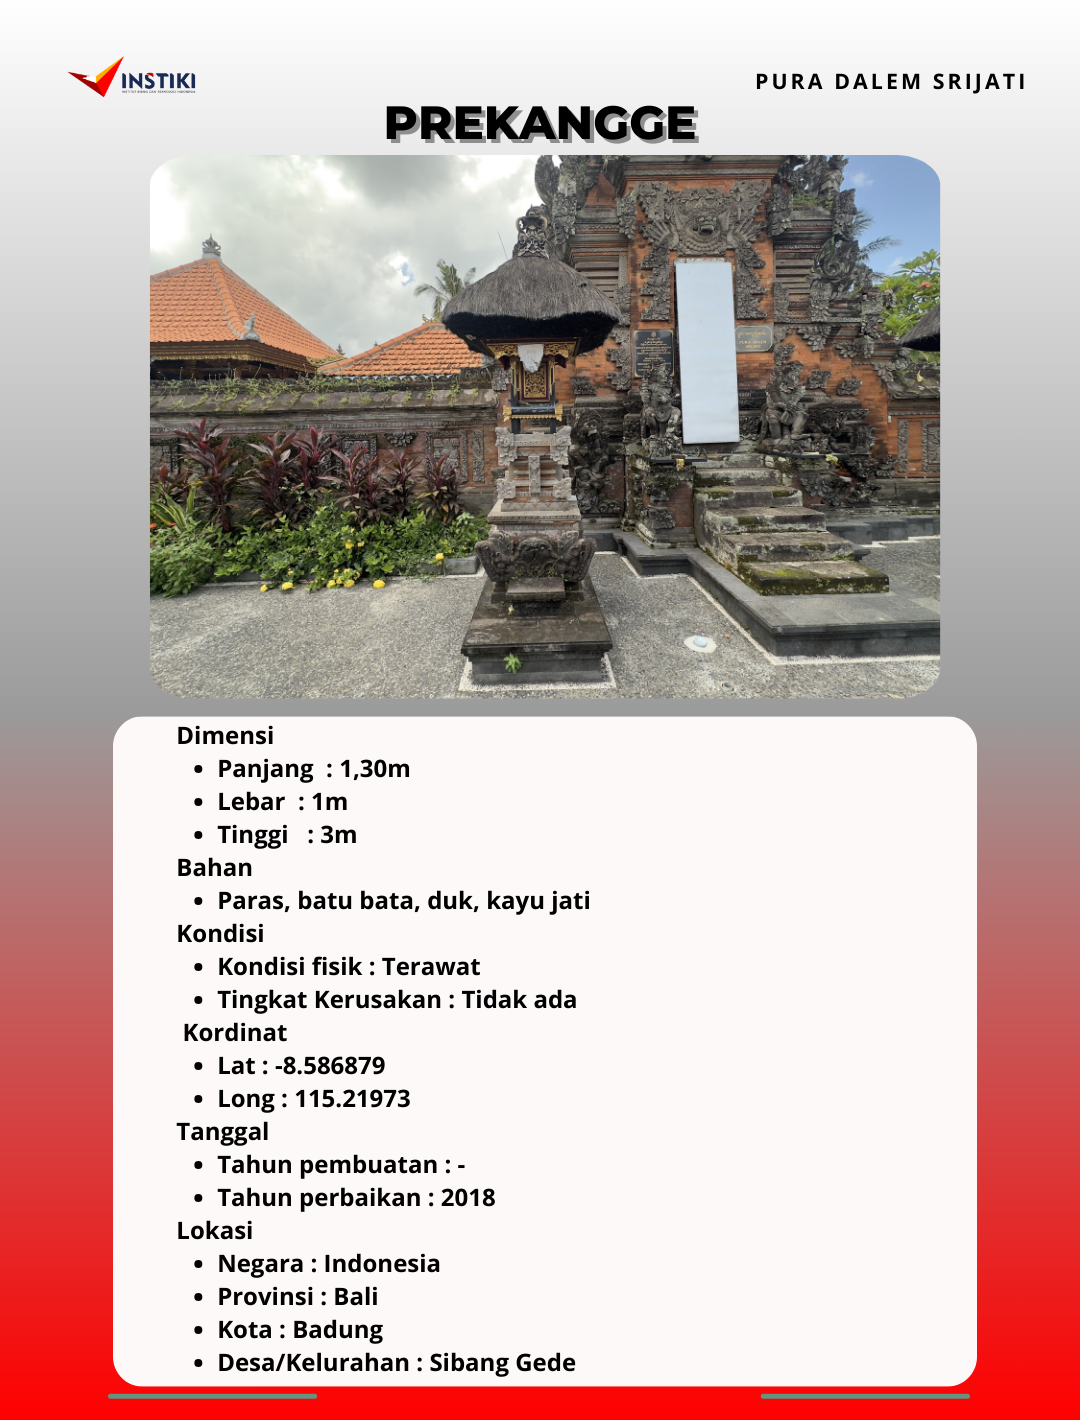 INSTIKI
PURA DALEM SRIJATI
PREKANGGE
Dimensi
• Panjang : 1,30m
• Lebar : 1m
• Tinggi : 3m
Bahan
• Paras, batu bata, duk, kayu jati
Kondisi
• Kondisi fisik : Terawat
• Tingkat Kerusakan : Tidak ada
Kordinat
• Lat : -8.586879
• Long : 115.21973
Tanggal
• Tahun pembuatan : -
• Tahun perbaikan : 2018
Lokasi
• Negara : Indonesia
• Provinsi : Bali
• Kota : Badung
• Desa/Kelurahan : Sibang Gede